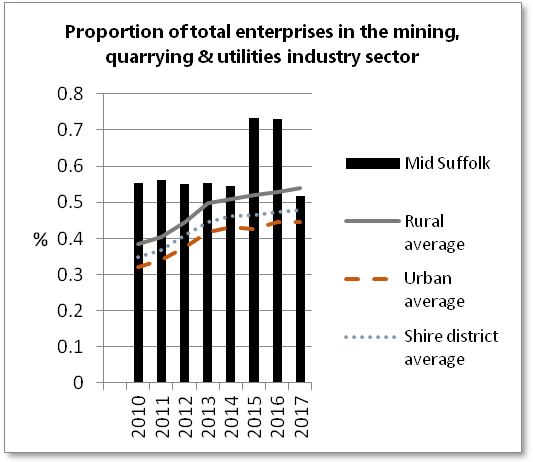 Proportion of total enterprises in the mining,
quarrying & utilities industry sector
0.8
0.7
0.6
0.5
0.4
0.3
0.2
0.1
0
%
2010
2011
2012
2013
2014
2015
2016
2017
Mid Suffolk
Rural
average
Urban
average
Shire district
average